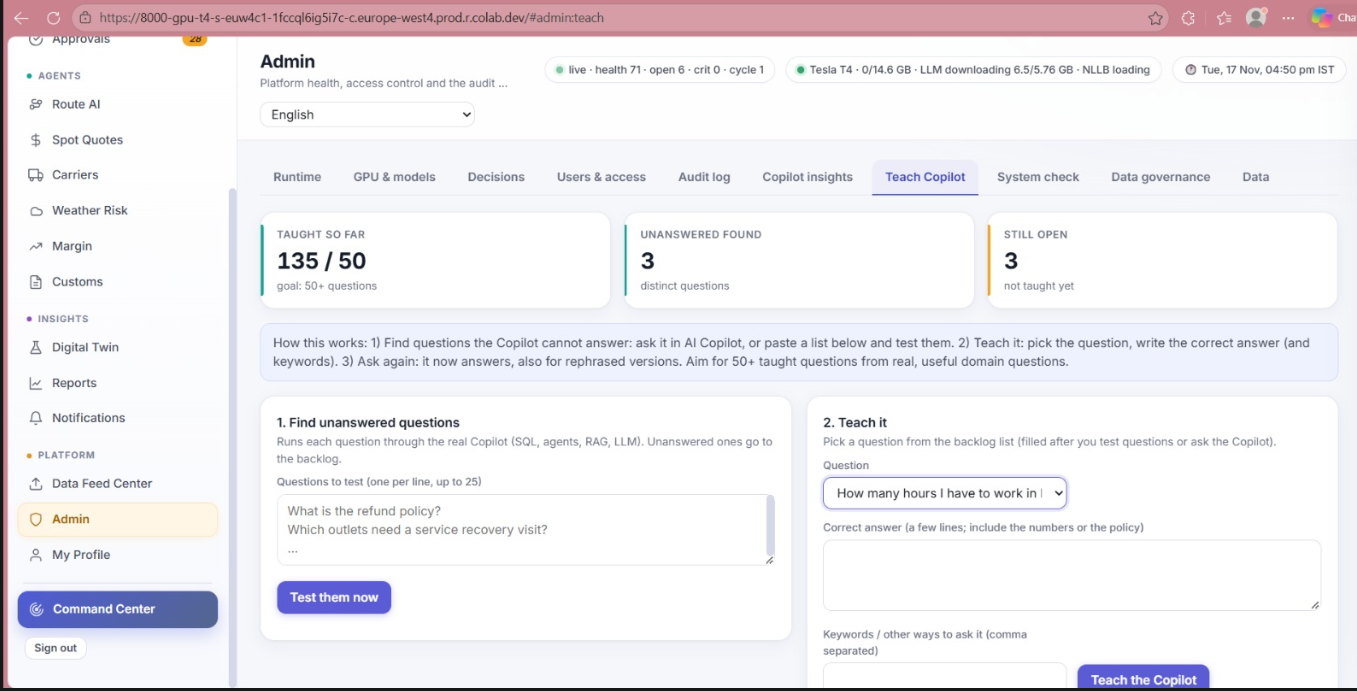 https://8000-gpu-t4-s-euw4c1-1fccql6ig5i7c-c.europe-west4.prod.r.colab.dev/#admin:teach
Cha
Approvals
28
AGENTS
Route AI
Spot Quotes
Carriers
Weather Risk
Margin
Customs
INSIGHTS
Digital Twin
Reports
Notifications
PLATFORM
Data Feed Center
Admin
My Profile
Command Center
Sign out
Admin
Platform health, access control and the audit ...
live · health 71 · open 6 · crit 0 · cycle 1
Tesla T4 · 0/14.6 GB · LLM downloading 6.5/5.76 GB · NLLB loading
Tue, 17 Nov, 04:50 pm IST
English
Runtime
GPU & models
Decisions
Users & access
Audit log
Copilot insights
Teach Copilot
System check
Data governance
Data
TAUGHT SO FAR
135 / 50
goal: 50+ questions
UNANSWERED FOUND
3
distinct questions
STILL OPEN
3
not taught yet
How this works: 1) Find questions the Copilot cannot answer: ask it in AI Copilot, or paste a list below and test them. 2) Teach it: pick the question, write the correct answer (and
keywords). 3) Ask again: it now answers, also for rephrased versions. Aim for 50+ taught questions from real, useful domain questions.
1. Find unanswered questions
Runs each question through the real Copilot (SQL, agents, RAG, LLM). Unanswered ones go to
the backlog.
Questions to test (one per line, up to 25)
What is the refund policy?
Which outlets need a service recovery visit?
...
Test them now
2. Teach it
Pick a question from the backlog list (filled after you test questions or ask the Copilot).
Question
How many hours I have to work in
Correct answer (a few lines; include the numbers or the policy)
Keywords / other ways to ask it (comma
separated)
Teach the Copilot